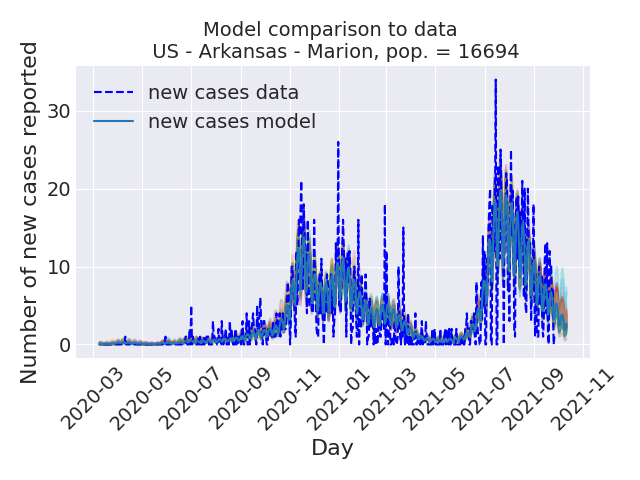 Model comparison to data
US - Arkansas - Marion, pop. = 16694
Number of new cases reported
30
20
10
0
new cases data
new cases model
2020-03
2020-05
2020-07
2020-09
2020-11
2021-01
2021-03
2021-05
2021-07
2021-09
2021-11
Day